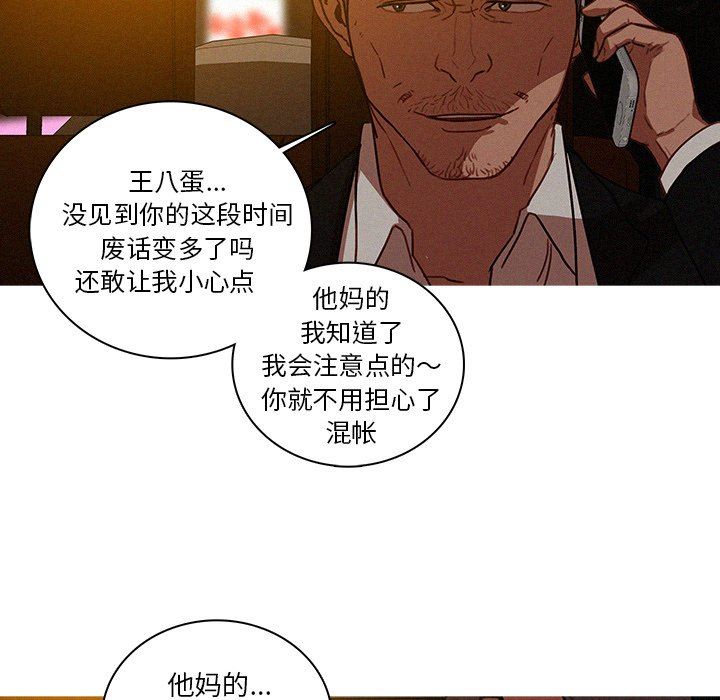 王八蛋...
没见到你的这段时间
废话变多了吗
还敢让我小心点
他妈的
我知道了
我会注意点的～
你就不用担心了
混帐
他妈的...